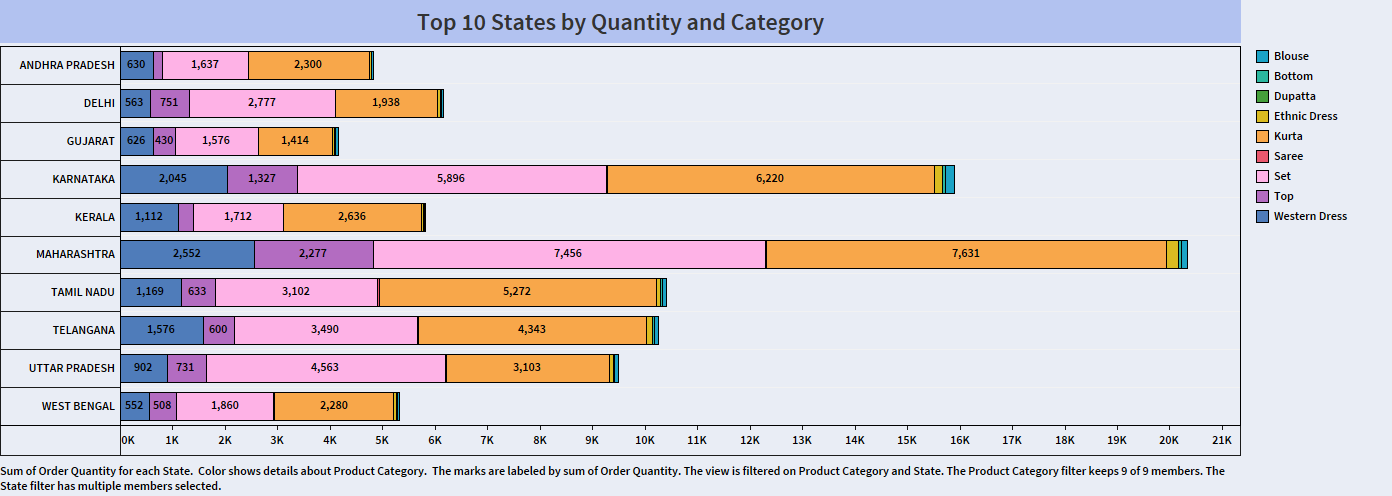 Top 10 States by Quantity and Category
ANDHRA PRADESH 630 1,637 2,300
DELHI 563 751 2,777 1,938
GUJARAT 626 430 1,576 1,414
KARNATAKA 2,045 1,327 5,896 6,220
KERALA 1,112 1,712 2,636
MAHARASHTRA 2,552 2,277 7,456 7,631
TAMIL NADU 1,169 633 3,102 5,272
TELANGANA 1,576 600 3,490 4,343
UTTAR PRADESH 902 731 4,563 3,103
WEST BENGAL 552 508 1,860 2,280
0K 1K 2K 3K 4K 5K 6K 7K 8K 9K 10K 11K 12K 13K 14K 15K 16K 17K 18K 19K 20K 21K
Blouse
Bottom
Dupatta
Ethnic Dress
Kurta
Saree
Set
Top
Western Dress
Sum of Order Quantity for each State. Color shows details about Product Category. The marks are labeled by sum of Order Quantity. The view is filtered on Product Category and State. The Product Category filter keeps 9 of 9 members. The
State filter has multiple members selected.